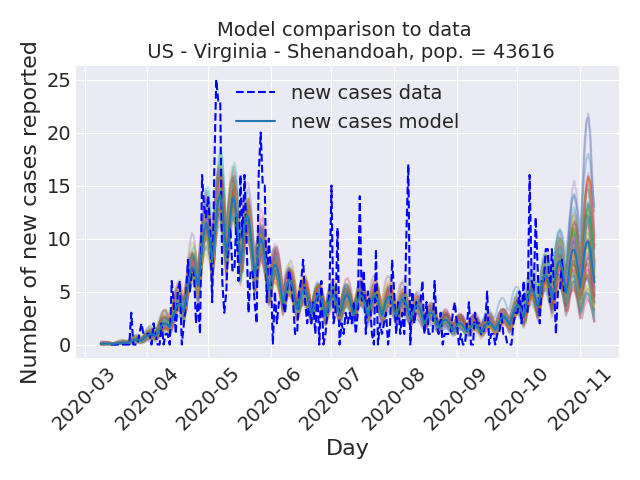 Model comparison to data
US - Virginia - Shenandoah, pop. = 43616
Number of new cases reported
25
20
15
10
5
0
new cases data
new cases model
2020-03
2020-04
2020-05
2020-06
2020-07
2020-08
2020-09
2020-10
2020-11
Day